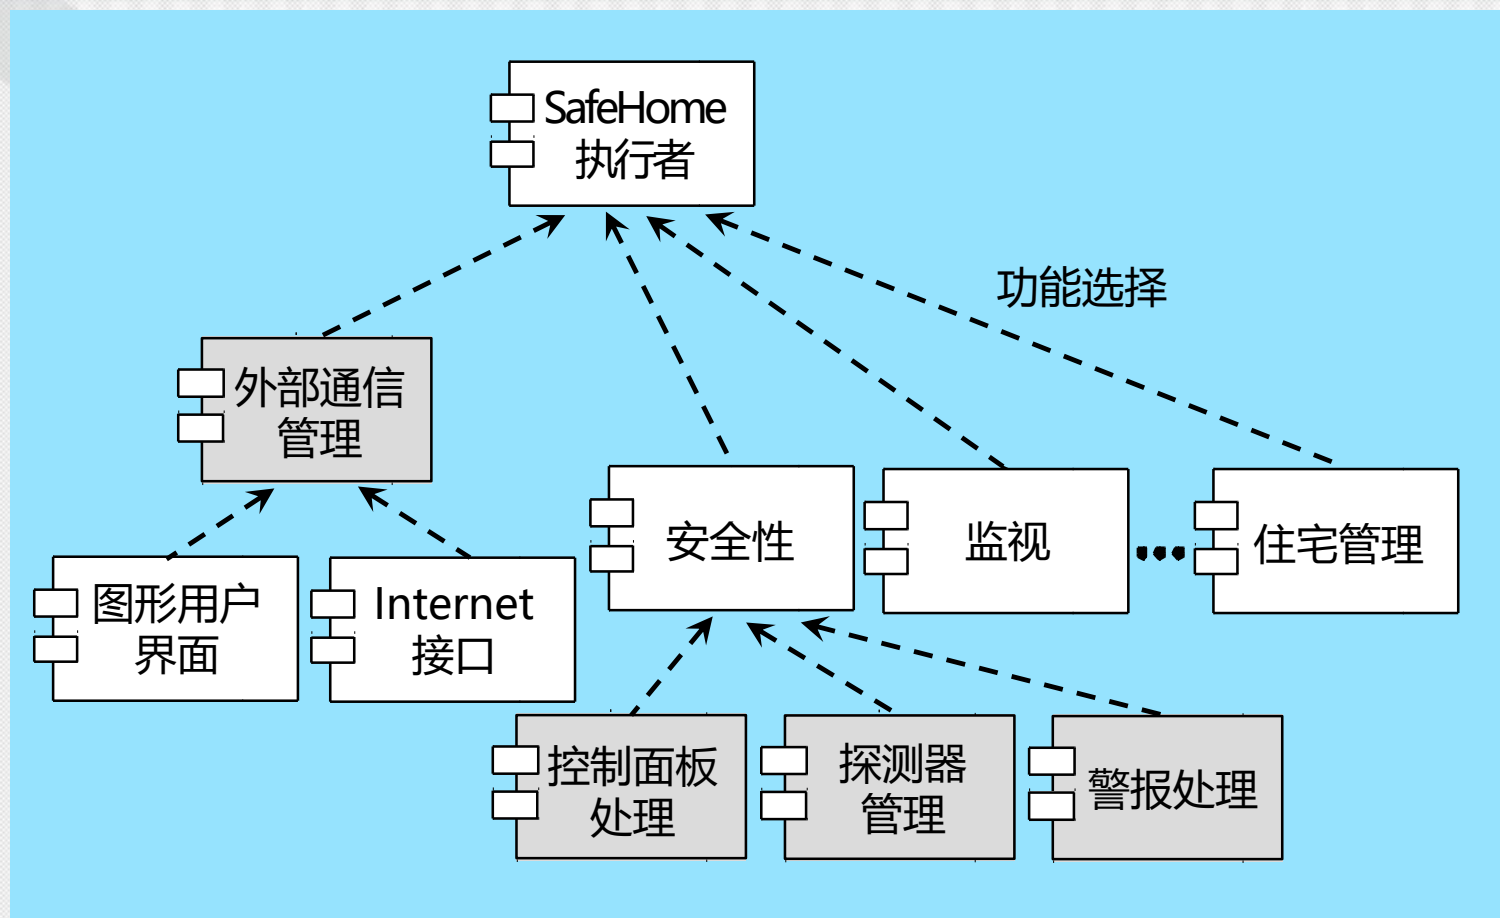 SafeHome
执行者
功能选择
外部通信
管理
安全性
监视
住宅管理
图形用户
界面
Internet
接口
控制面板
处理
探测器
管理
警报处理